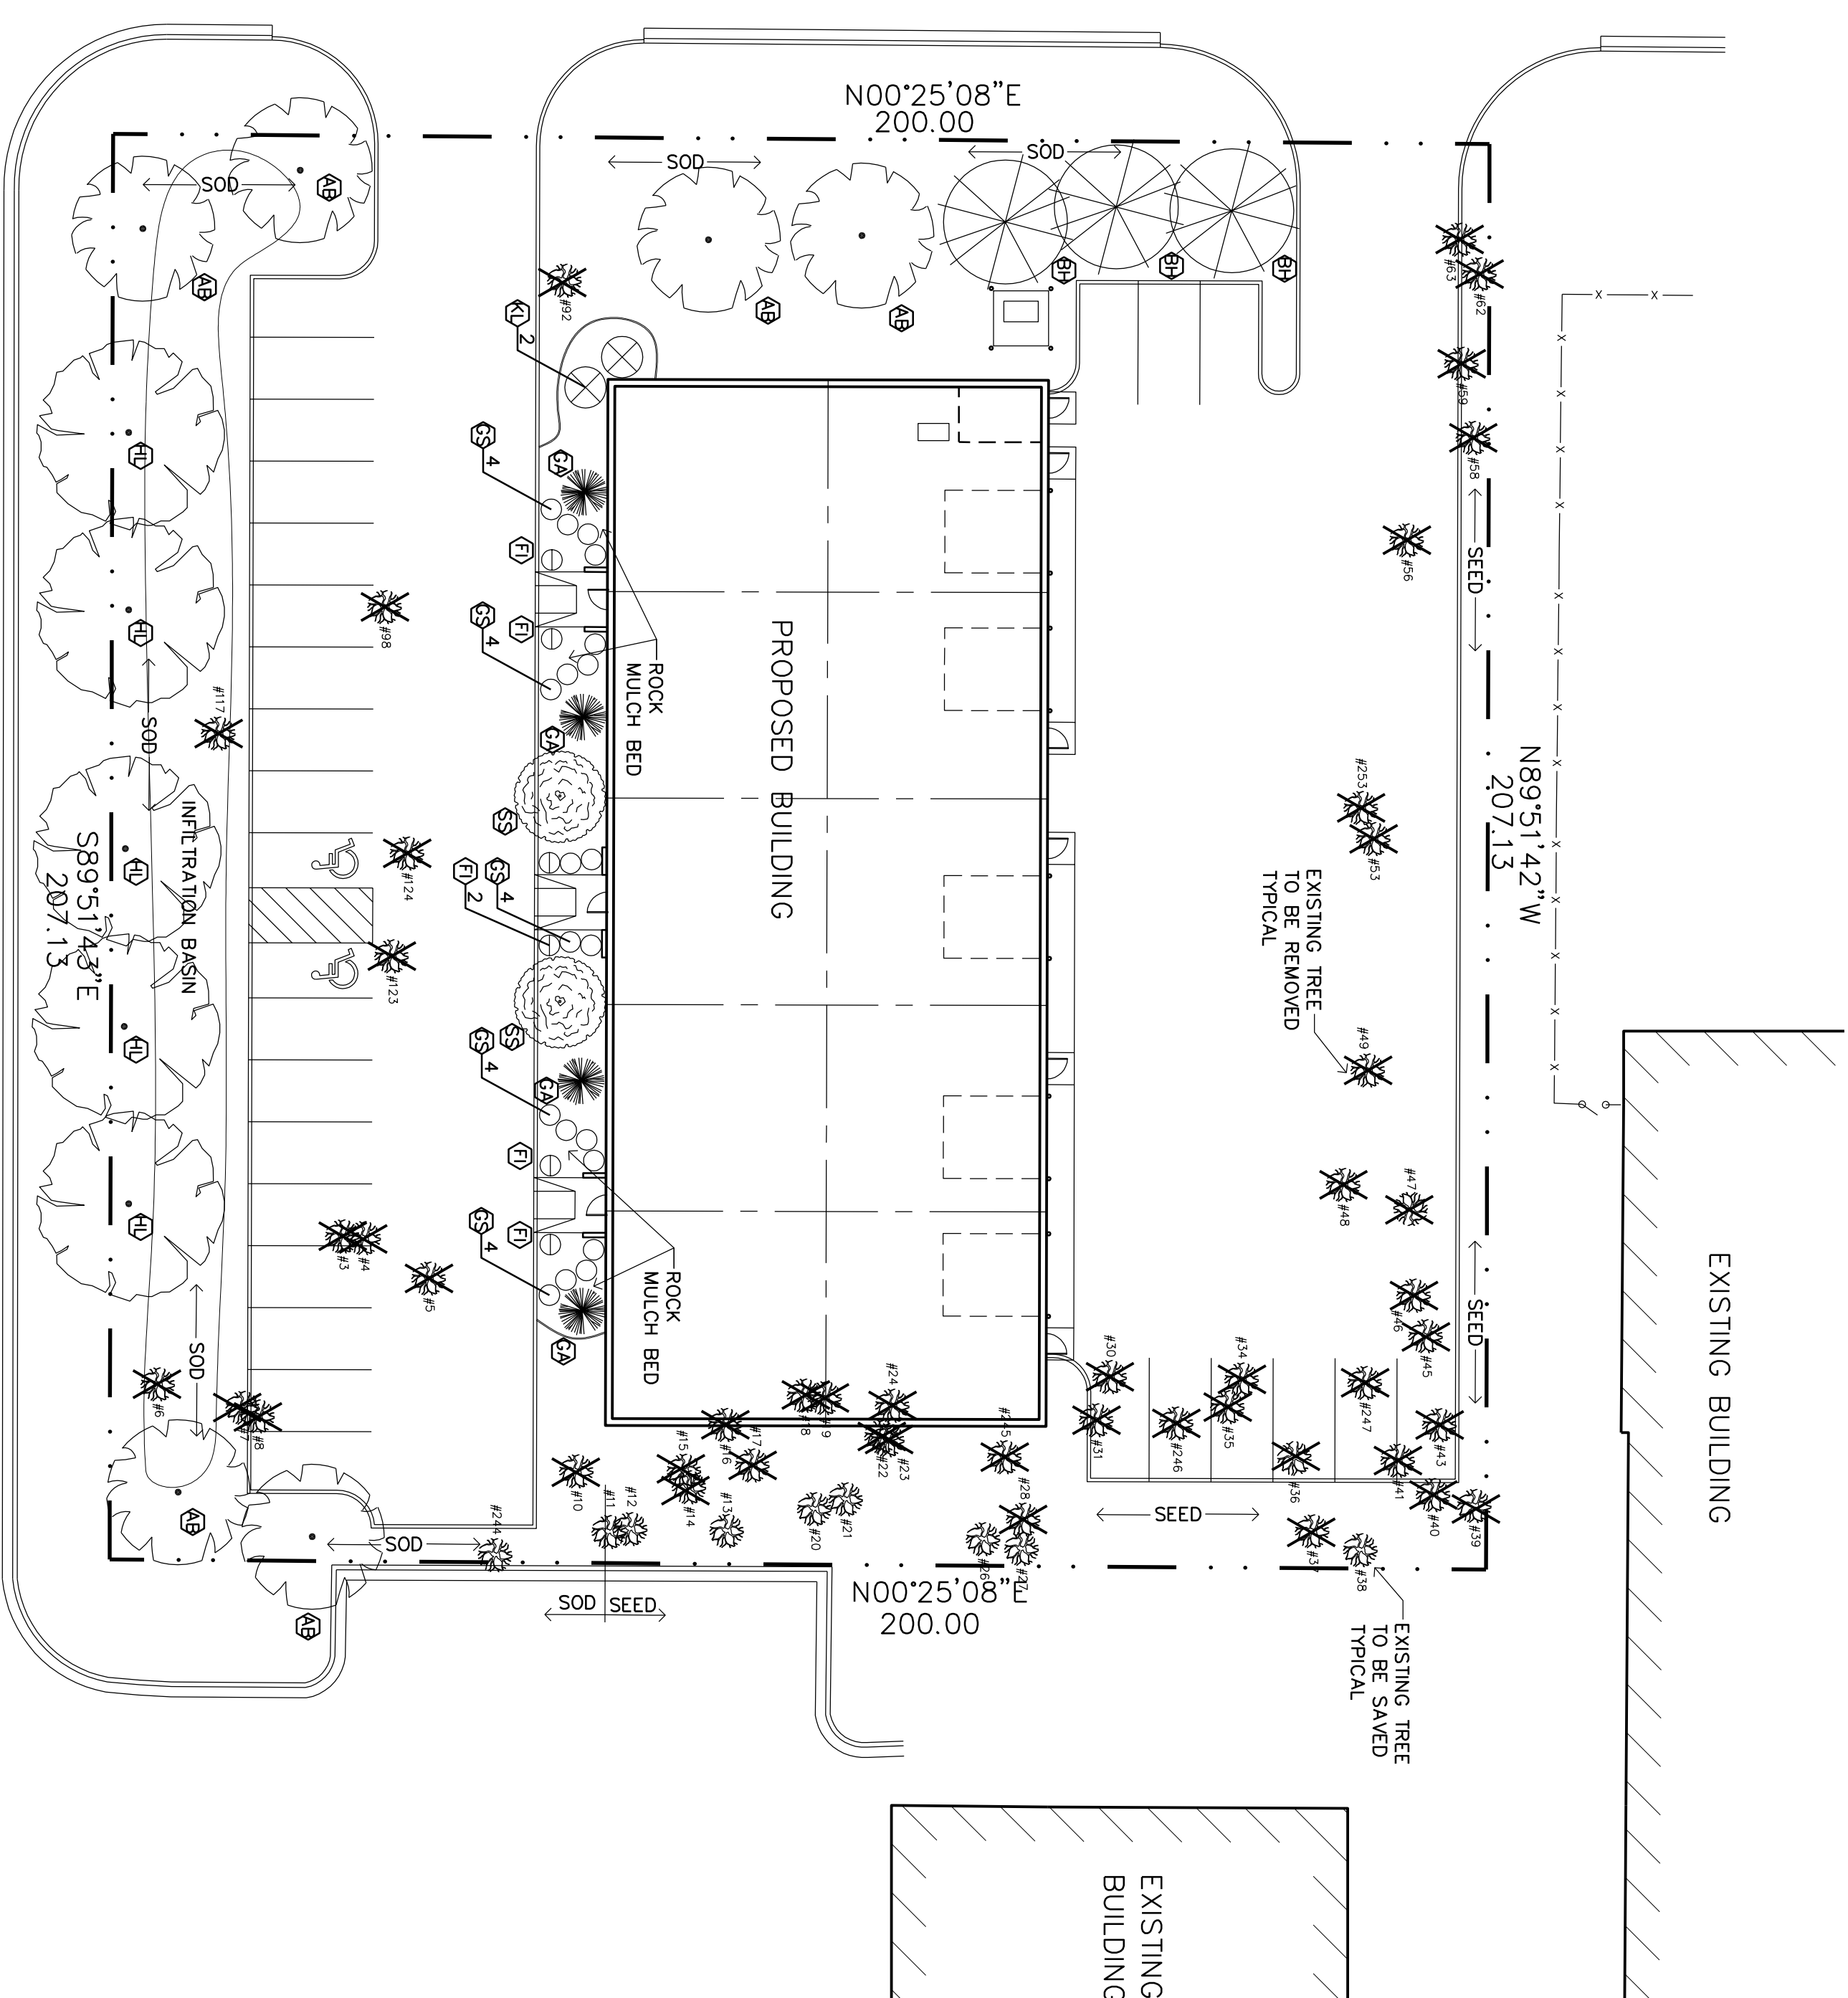 N00°25'08"E
200.00
SOD
SOD
SOD
AB
AB
AB
AB
BH
BH
BH
#92
KL 2
#63
#62
#59
#58
#56
SEED
HL
HL
GS 4
GA
FI
GS 4
FI
GA
ROCK
MULCH BED
#98
#117
SOD
PROPOSED BUILDING
N89°51'42"W
207.13
#253
#53
EXISTING TREE
TO BE REMOVED
TYPICAL
SS
GS 4
FI 2
SS
#124
#123
INFILTRATION BASIN
S89°51'43"E
207.13
HL
HL
HL
#49
#48
#47
#46
#45
SEED
GS 4
GA
FI
GS 4
FI
GA
ROCK
MULCH BED
#3
#4
#5
#6
#7
#8
SOD
AB
AB
SOD
#244
#10
#11
#12
#15
#14
#16
#17
#13
#18
#19
#20
#21
#24
#22
#23
#245
#28
#26
#27
#30
#31
#246
#34
#35
#36
#247
#37
#38
#43
#41
#40
#39
SEED
SOD SEED
N00°25'08"E
200.00
EXISTING TREE
TO BE SAVED
TYPICAL
EXISTING BUILDING
EXISTING
BUILDING
X X
X
X
X
X
X
X
X
X
X
X
X
X
X
X